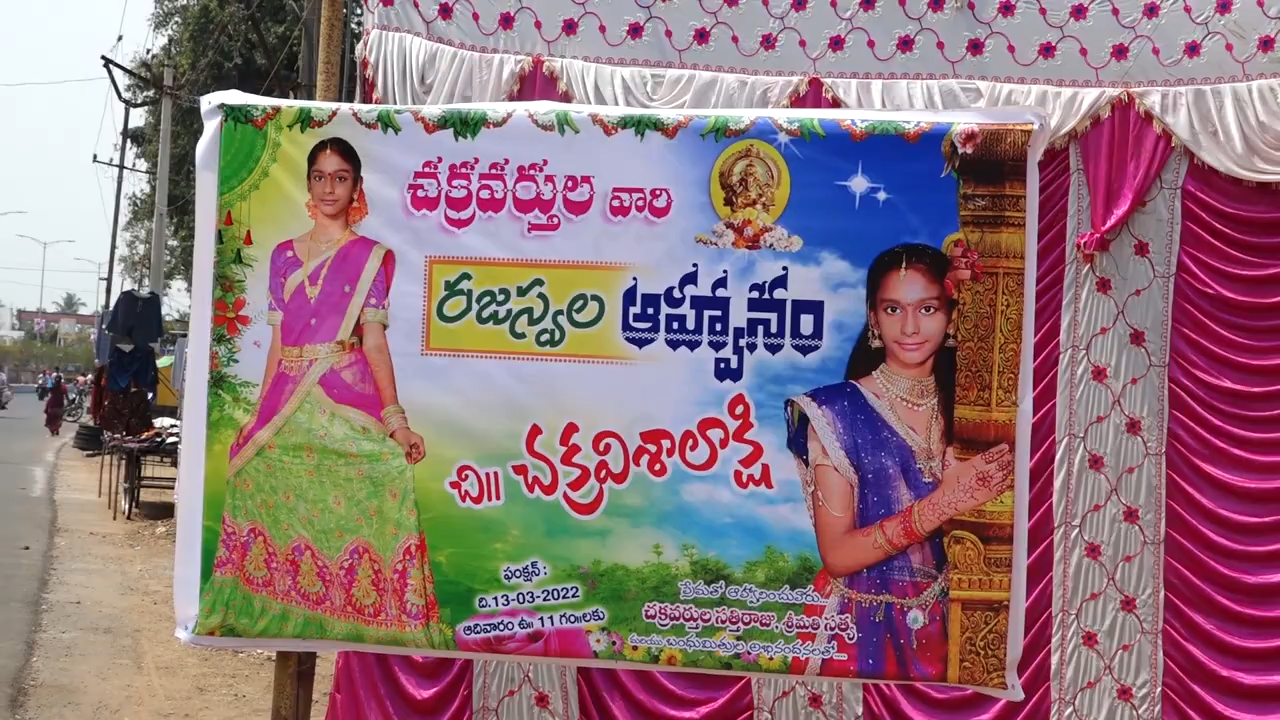 చక్రవర్తుల వారి
రజస్వల ఆహ్వానం
చి॥ చక్రవిశాలాక్షి
ఫంక్షన్ :
ది.13-03-2022
ఆదివారం ఉ॥ 11 గం॥లకు
ప్రేమతో ఆహ్వానించువారు....
చక్రవర్తుల సత్తిరాజు, శ్రీమతి సత్య
మరియు బంధుమిత్రుల అభినందనలతో....